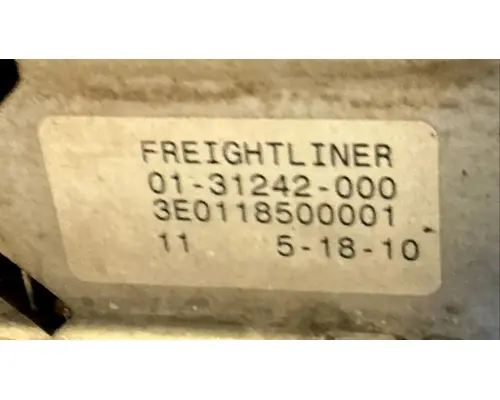 FREIGHTLINER
01-31242-000
3E0118500001
11 5-18-10